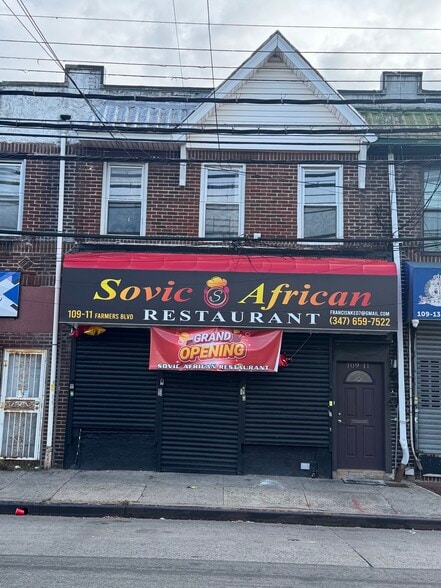 Sovic African
S
109-11 FARMERS BLVD
RESTAURANT
FRANCISNKE07@GMAIL.COM
(347) 659-7522
GRAND
OPENING
SOVIC AFRICAN RESTAURANT
109-11
109-13